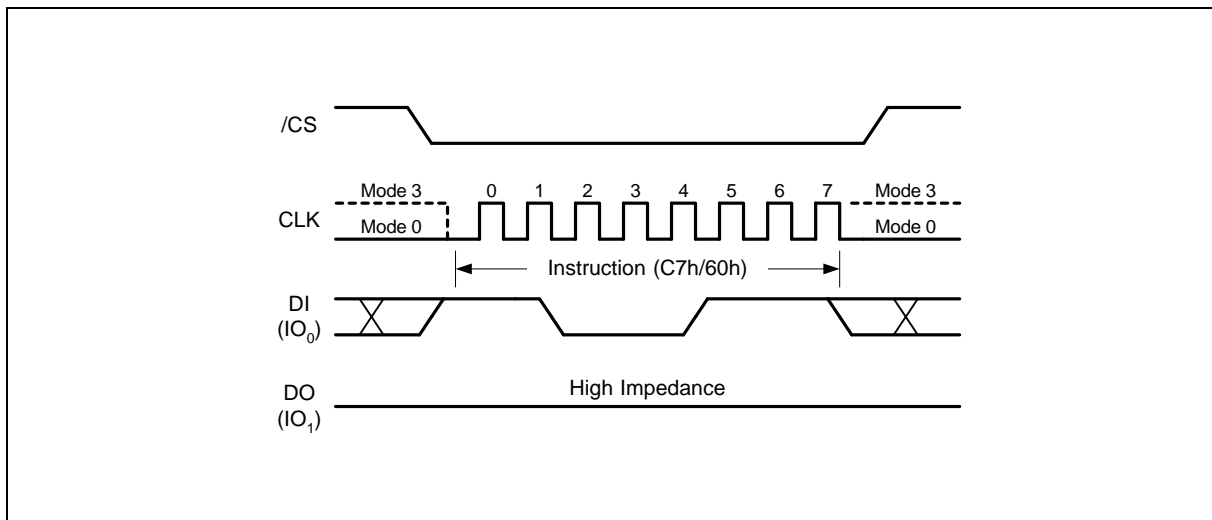 /CS
Mode 3 0 1 2 3 4 5 6 7 Mode 3
CLK
Mode 0 Mode 0
Instruction (C7h/60h)
DI
(IO₀)
High Impedance
DO
(IO₁)